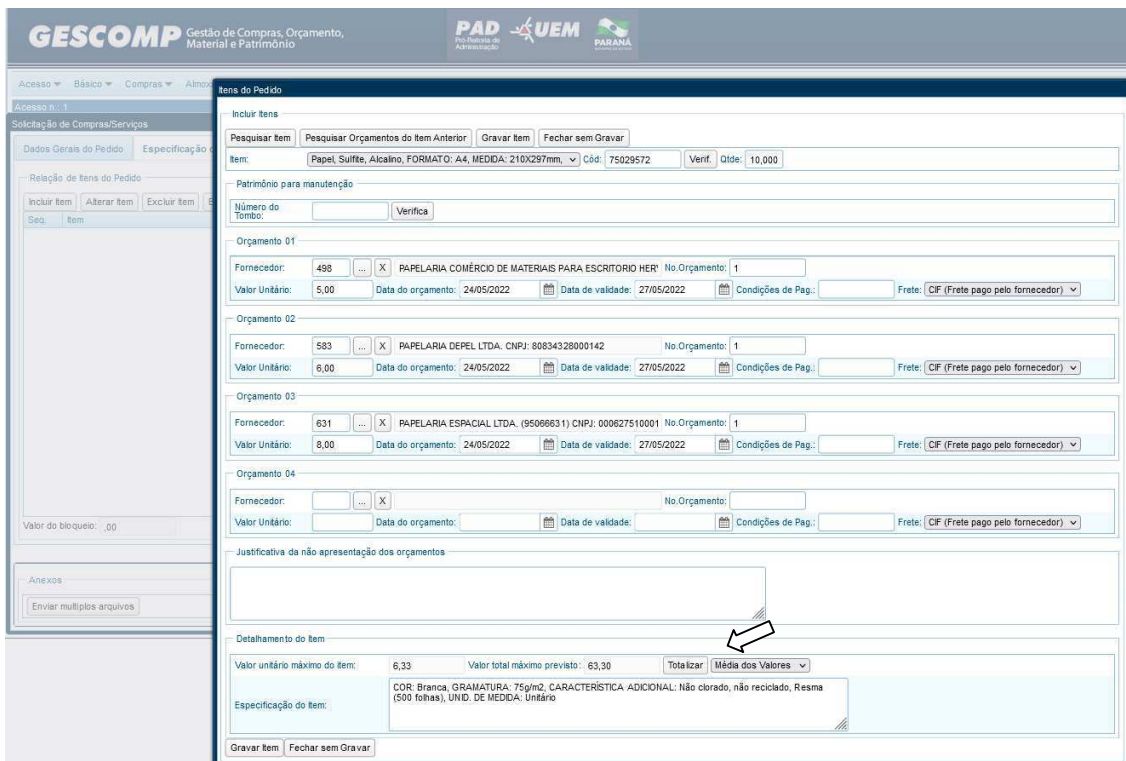 GESCOMP Gestão de Compras, Orçamento, Material e Patrimônio
PAD Pró-Reitoria de Administração UEM PARANÁ
Acesso Básico Compras Almox
Acesso n.: 1
Solicitação de Compras/Serviços
Dados Gerais do Pedido Especificação
Relação de Itens do Pedido
Incluir Item Alterar Item Excluir Item
Seq. Item
Valor do bloqueio: ,00
Anexos
Enviar multiplos arquivos
Itens do Pedido
Incluir Itens
Pesquisar Item Pesquisar Orçamentos do Item Anterior Gravar Item Fechar sem Gravar
Item: Papel, Sulfite, Alcalino, FORMATO: A4, MEDIDA: 210X297mm, Cód: 75029572 Verif. Qtde: 10,000
Patrimônio para manutenção
Número do Tombo: Verifica
Orçamento 01
Fornecedor: 498 ... X PAPELARIA COMÉRCIO DE MATERIAIS PARA ESCRITORIO HER No.Orçamento: 1
Valor Unitário: 5,00 Data do orçamento: 24/05/2022 Data de validade: 27/05/2022 Condições de Pag.: Frete: CIF (Frete pago pelo fornecedor)
Orçamento 02
Fornecedor: 583 ... X PAPELARIA DEPEL LTDA. CNPJ: 80834328000142 No.Orçamento: 1
Valor Unitário: 6,00 Data do orçamento: 24/05/2022 Data de validade: 27/05/2022 Condições de Pag.: Frete: CIF (Frete pago pelo fornecedor)
Orçamento 03
Fornecedor: 631 ... X PAPELARIA ESPACIAL LTDA. (95066631) CNPJ: 000627510001 No.Orçamento: 1
Valor Unitário: 8,00 Data do orçamento: 24/05/2022 Data de validade: 27/05/2022 Condições de Pag.: Frete: CIF (Frete pago pelo fornecedor)
Orçamento 04
Fornecedor: ... X No.Orçamento:
Valor Unitário: Data do orçamento: Data de validade: Condições de Pag.: Frete: CIF (Frete pago pelo fornecedor)
Justificativa da não apresentação dos orçamentos
Detalhamento do Item
Valor unitário máximo do item: 6,33 Valor total máximo previsto: 63,30 Totalizar Média dos Valores
Especificação do Item: COR: Branca, GRAMATURA: 75g/m2, CARACTERÍSTICA ADICIONAL: Não clorado, não reciclado, Resma
(500 folhas), UNID. DE MEDIDA: Unitário
Gravar Item Fechar sem Gravar